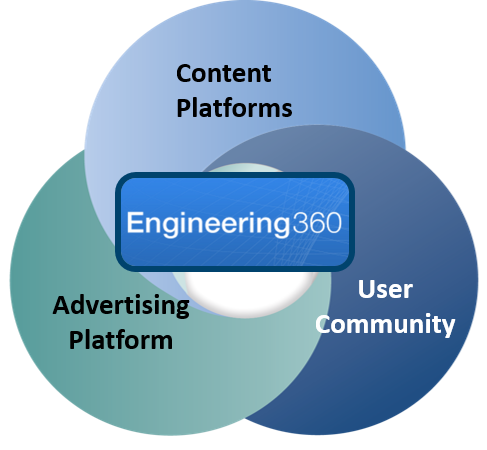 Content
Platforms
Engineering360
Advertising
Platform
User
Community